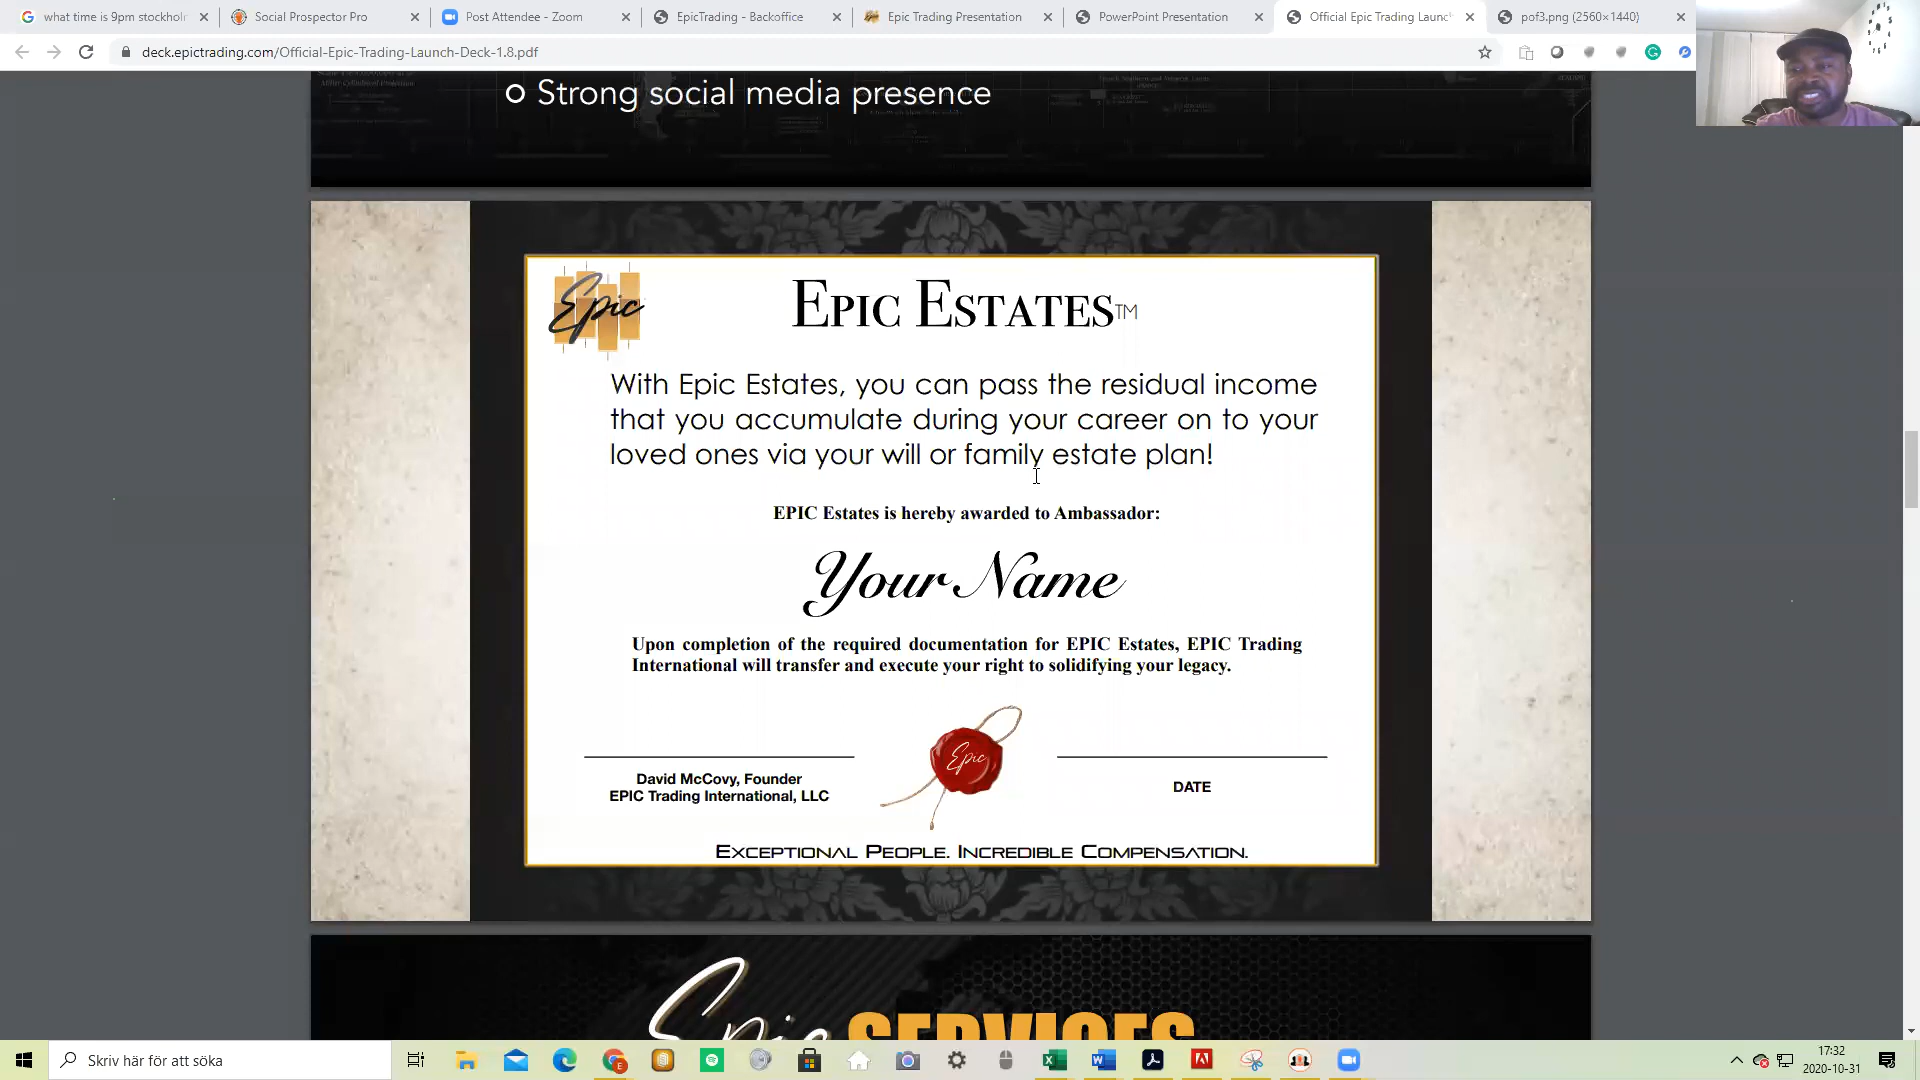 what time is 9pm stockholm
Social Prospector Pro
Post Attendee - Zoom
EpicTrading - Backoffice
Epic Trading Presentation
PowerPoint Presentation
Official Epic Trading Launc
pof3.png (2560×1440)
deck.epictrading.com/Official-Epic-Trading-Launch-Deck-1.8.pdf
Strong social media presence
Epic
EPIC ESTATES™
With Epic Estates, you can pass the residual income
that you accumulate during your career on to your
loved ones via your will or family estate plan!
EPIC Estates is hereby awarded to Ambassador:
Your Name
Upon completion of the required documentation for EPIC Estates, EPIC Trading
International will transfer and execute your right to solidifying your legacy.
Epic
David McCovy, Founder
EPIC Trading International, LLC
DATE
EXCEPTIONAL PEOPLE. INCREDIBLE COMPENSATION.
Epic SERVICES
Skriv här för att söka
17:32
2020-10-31